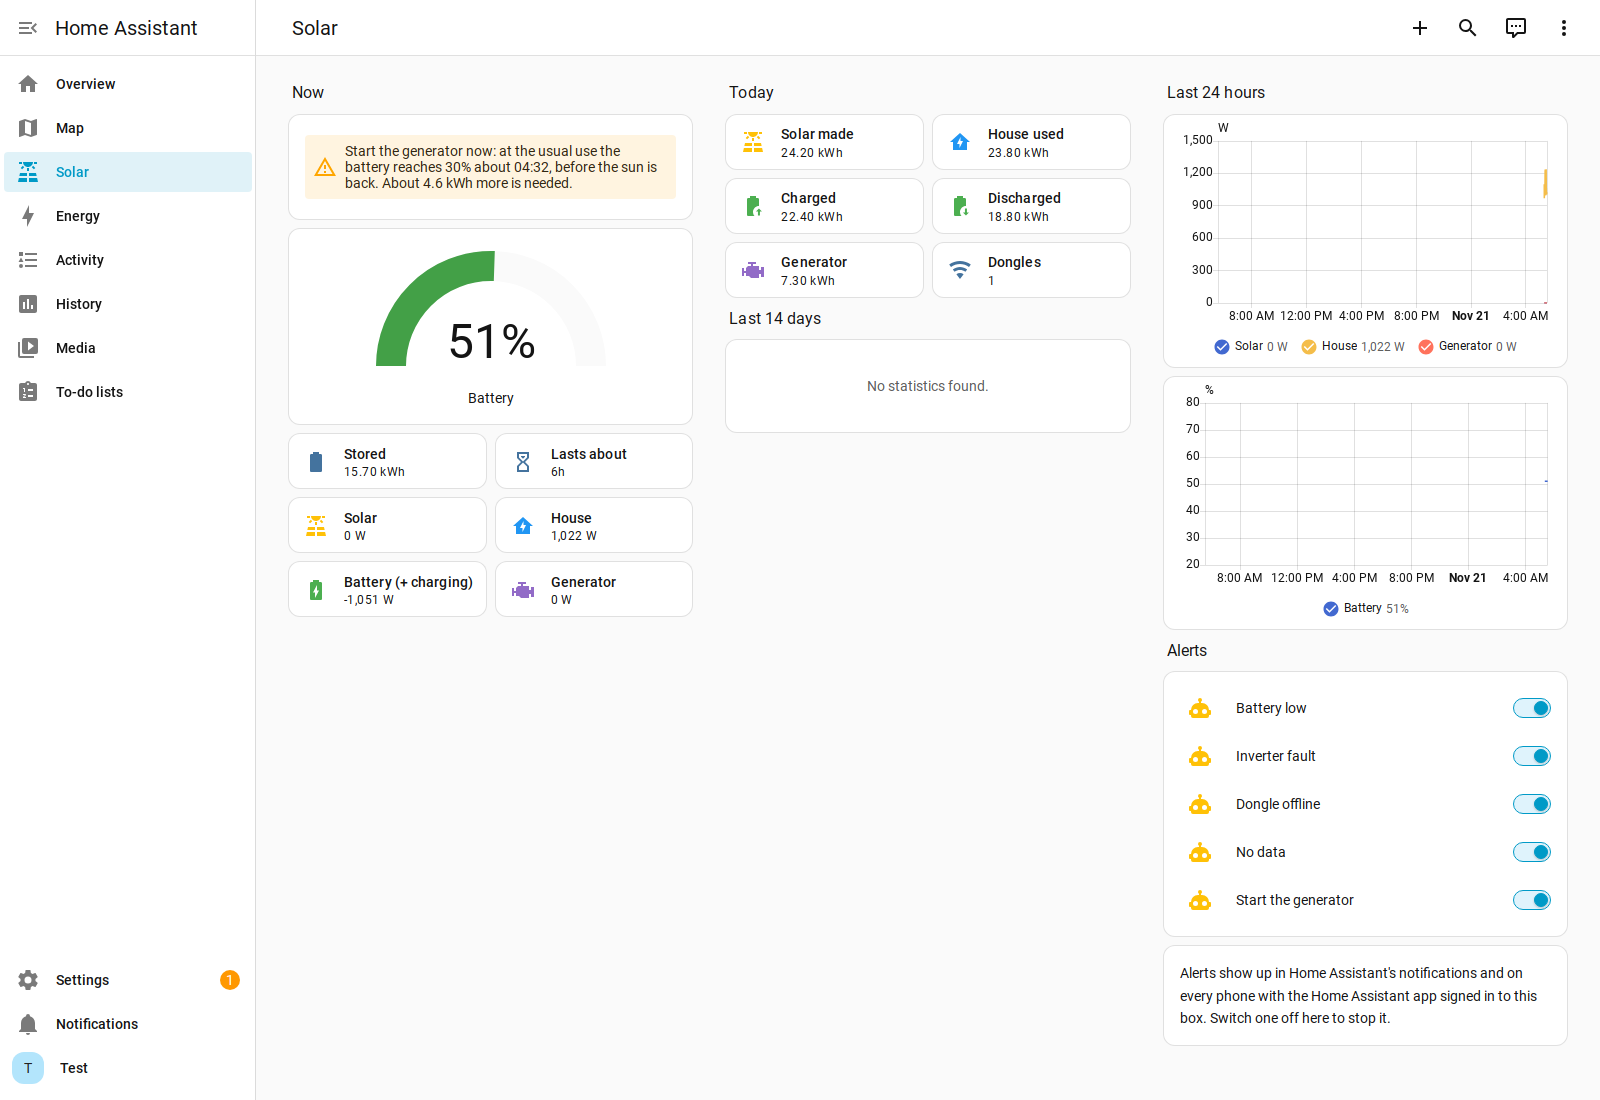 Home Assistant
Overview
Map
Solar
Energy
Activity
History
Media
To-do lists
Settings
1
Notifications
T
Test
Solar
Now
Start the generator now: at the usual use the
battery reaches 30% about 04:32, before the sun is
back. About 4.6 kWh more is needed.
51%
Battery
Stored
15.70 kWh
Lasts about
6h
Solar
0 W
House
1,022 W
Battery (+ charging)
-1,051 W
Generator
0 W
Today
Solar made
24.20 kWh
House used
23.80 kWh
Charged
22.40 kWh
Discharged
18.80 kWh
Generator
7.30 kWh
Dongles
1
Last 14 days
No statistics found.
Last 24 hours
W
1,500
1,200
900
600
300
0
8:00 AM 12:00 PM 4:00 PM 8:00 PM Nov 21 4:00 AM
Solar 0 W House 1,022 W Generator 0 W
%
80
70
60
50
40
30
20
8:00 AM 12:00 PM 4:00 PM 8:00 PM Nov 21 4:00 AM
Battery 51%
Alerts
Battery low
Inverter fault
Dongle offline
No data
Start the generator
Alerts show up in Home Assistant's notifications and on
every phone with the Home Assistant app signed in to this
box. Switch one off here to stop it.